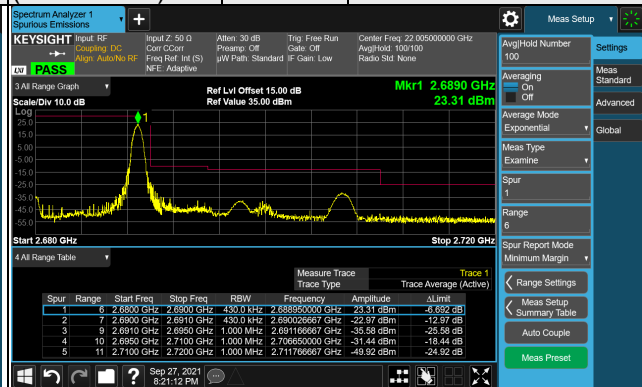 Spectrum Analyzer 1
Spurious Emissions
+
Meas Setup
KEYSIGHT
Input: RF
Coupling: DC
Align: Auto/No RF
Input Z: 50 Ω
Corr CCorr
Freq Ref: Int (S)
NFE: Adaptive
Atten: 30 dB
Preamp: Off
µW Path: Standard
Trig: Free Run
Gate: Off
IF Gain: Low
Center Freq: 22.005000000 GHz
Avg|Hold: 100/100
Radio Std: None
LXI PASS
3 All Range Graph
Scale/Div 10.0 dB
Ref Lvl Offset 15.00 dB
Ref Value 35.00 dBm
Mkr1 2.6890 GHz
23.31 dBm
Log
25.0
15.0
5.00
-5.00
-15.0
-25.0
-35.0
-45.0
-55.0
1
Start 2.680 GHz
Stop 2.720 GHz
4 All Range Table
Measure Trace Trace 1
Trace Type Trace Average (Active)
Spur Range Start Freq Stop Freq RBW Frequency Amplitude ΔLimit
1 6 2.6800 GHz 2.6900 GHz 430.0 kHz 2.688950000 GHz 23.31 dBm -6.692 dB
2 7 2.6900 GHz 2.6910 GHz 430.0 kHz 2.690026667 GHz -22.97 dBm -12.97 dB
3 9 2.6910 GHz 2.6950 GHz 1.000 MHz 2.691166667 GHz -35.58 dBm -25.58 dB
4 10 2.6950 GHz 2.7100 GHz 1.000 MHz 2.706650000 GHz -31.44 dBm -18.44 dB
5 11 2.7100 GHz 2.7200 GHz 1.000 MHz 2.711766667 GHz -49.92 dBm -24.92 dB
Avg|Hold Number
100
Averaging
On
Off
Average Mode
Exponential
Meas Type
Examine
Spur
1
Range
6
Spur Report Mode
Minimum Margin
Range Settings
Meas Setup
Summary Table
Auto Couple
Meas Preset
Settings
Meas
Standard
Advanced
Global
?
Sep 27, 2021
8:21:12 PM